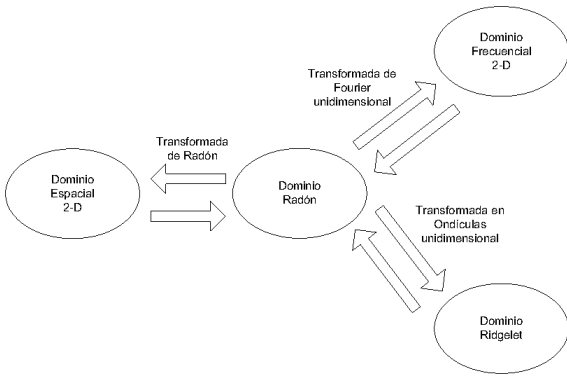 Dominio
Frecuencial
2-D
Transformada de
Fourier
unidimensional
Transformada
de Radón
Dominio
Espacial
2-D
Dominio
Radón
Transformada en
Ondículas
unidimensional
Dominio
Ridgelet